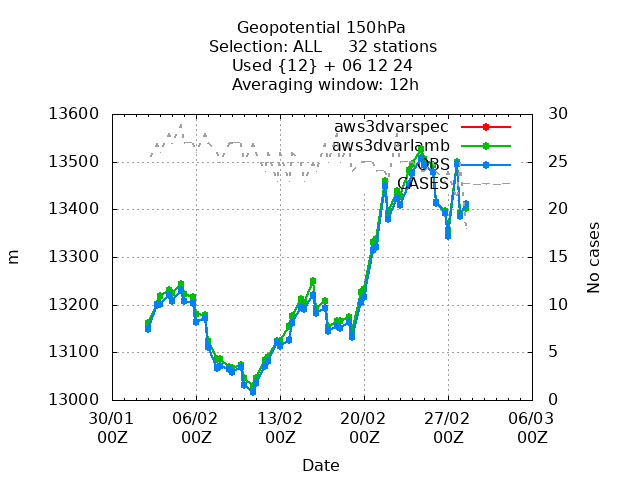 Geopotential 150hPa
Selection: ALL 32 stations
Used {12} + 06 12 24
Averaging window: 12h
13600
13500
13400
13300
13200
13100
13000
30
25
20
15
10
5
0
aws3dvarspec
aws3dvarlamb
OBS
CASES
m
No cases
30/01 06/02 13/02 20/02 27/02 06/03
00Z 00Z 00Z 00Z 00Z 00Z
Date